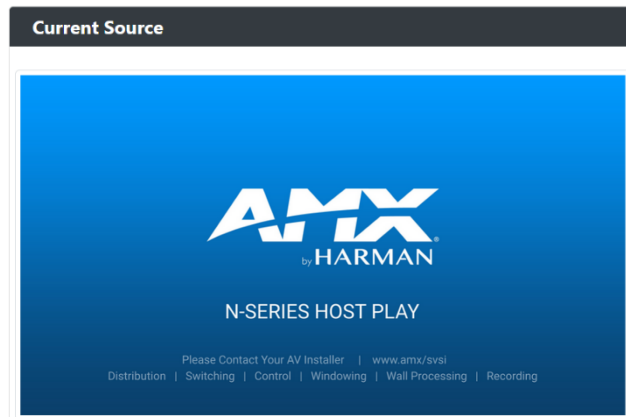 Current Source
AMX®
by HARMAN
N-SERIES HOST PLAY
Please Contact Your AV Installer | www.amx/svsi
Distribution | Switching | Control | Windowing | Wall Processing | Recording